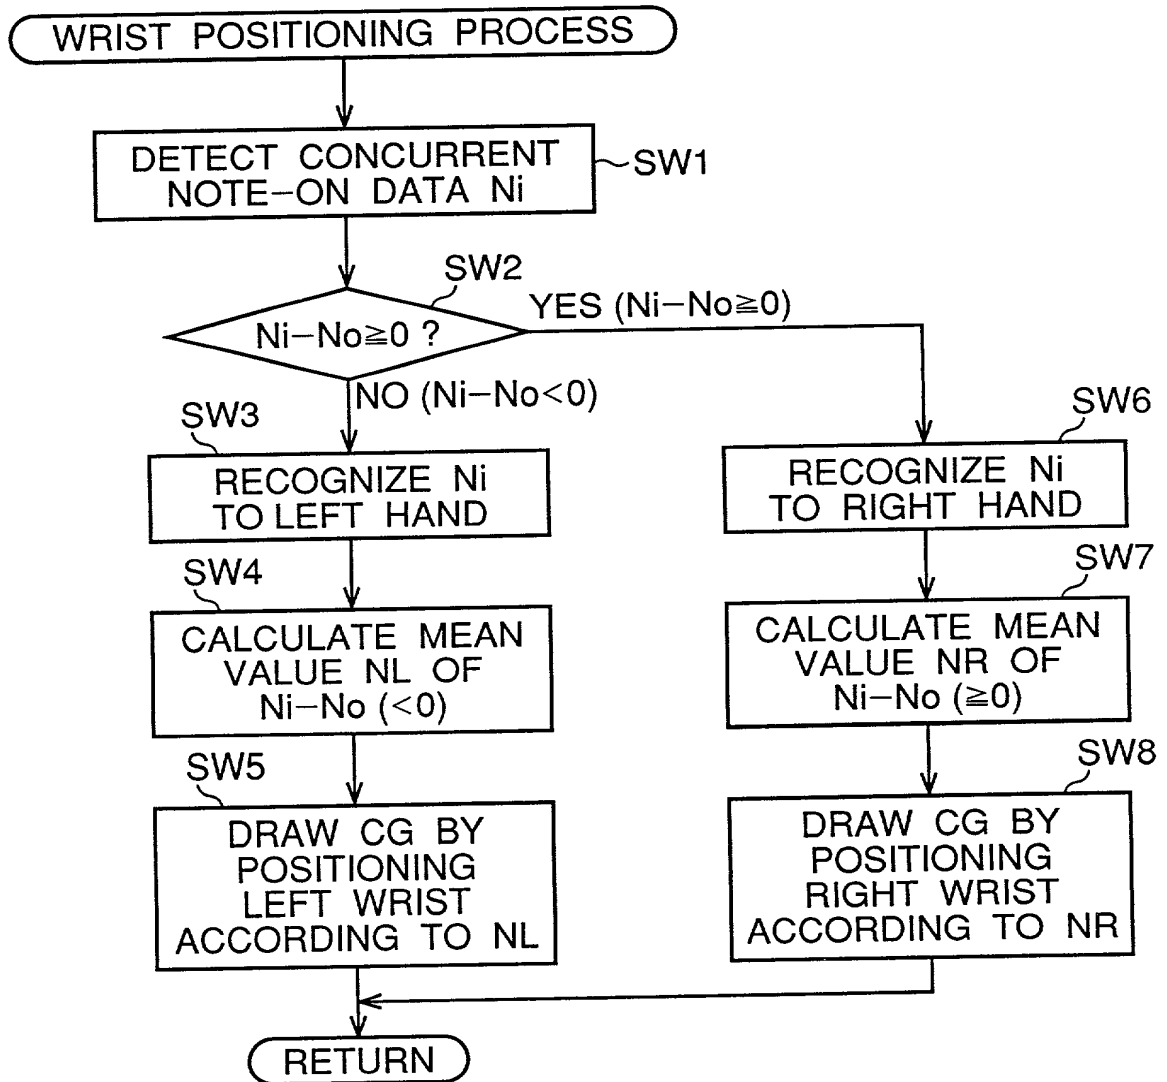 WRIST POSITIONING PROCESS
DETECT CONCURRENT
NOTE–ON DATA Ni
SW1
SW2
Ni–No≧0 ?
YES (Ni–No≧0)
NO (Ni–No<0)
SW3
RECOGNIZE Ni
TO LEFT HAND
SW4
CALCULATE MEAN
VALUE NL OF
Ni–No (<0)
SW5
DRAW CG BY
POSITIONING
LEFT WRIST
ACCORDING TO NL
SW6
RECOGNIZE Ni
TO RIGHT HAND
SW7
CALCULATE MEAN
VALUE NR OF
Ni–No (≧0)
SW8
DRAW CG BY
POSITIONING
RIGHT WRIST
ACCORDING TO NR
RETURN